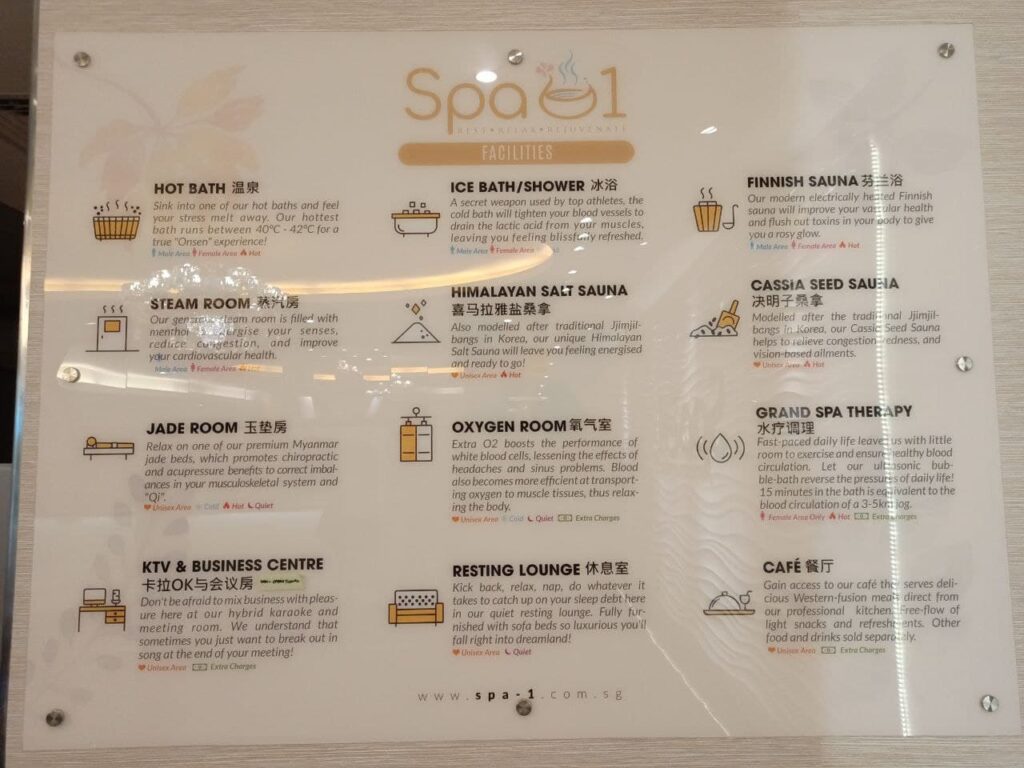 Spa 1
REST • RELAX • REJUVENATE
FACILITIES
HOT BATH 温泉
Sink into one of our hot baths and feel
your stress melt away. Our hottest
bath runs between 40°C - 42°C for a
true "Onsen" experience!
Male Area Female Area Hot
ICE BATH/SHOWER 冰浴
A secret weapon used by top athletes, the
cold bath will tighten your blood vessels to
drain the lactic acid from your muscles,
leaving you feeling blissfully refreshed.
Male Area Female Area
FINNISH SAUNA 芬兰浴
Our modern electrically heated Finnish
sauna will improve your vascular health
and flush out toxins in your body to give
you a rosy glow.
Male Area Female Area Hot
STEAM ROOM 蒸汽房
Our steam room is filled with
menthol energise your senses,
reduce congestion, and improve
your cardiovascular health.
Male Area Female Area Hot
HIMALAYAN SALT SAUNA
喜马拉雅盐桑拿
Also modelled after traditional Jjimjil-
bangs in Korea, our unique Himalayan
Salt Sauna will leave you feeling energised
and ready to go!
Unisex Area Hot
CASSIA SEED SAUNA
决明子桑拿
Modelled after the traditional Jjimjil-
bangs in Korea, our Cassia Seed Sauna
helps to relieve congestion, redness, and
vision-based ailments.
Unisex Area Hot
JADE ROOM 玉垫房
Relax on one of our premium Myanmar
jade beds, which promotes chiropractic
and acupressure benefits to correct imbal-
ances in your musculoskeletal system and
"Qi".
Unisex Area Cold Hot Quiet
OXYGEN ROOM 氧气室
Extra O2 boosts the performance of
white blood cells, lessening the effects of
headaches and sinus problems. Blood
also becomes more efficient at transport-
ing oxygen to muscle tissues, thus relax-
ing the body.
Unisex Area Cold Quiet Extra Charges
GRAND SPA THERAPY
水疗调理
Fast-paced daily life leaves us with little
room to exercise and ensure healthy blood
circulation. Let our ultrasonic bub-
ble-bath reverse the pressures of daily life!
15 minutes in the bath is equivalent to the
blood circulation of a 3-5km jog.
Female Area Only Hot Extra Charges
KTV & BUSINESS CENTRE
卡拉OK与会议房
Don't be afraid to mix business with pleas-
ure here at our hybrid karaoke and
meeting room. We understand that
sometimes you just want to break out in
song at the end of your meeting!
Unisex Area Extra Charges
RESTING LOUNGE 休息室
Kick back, relax, nap, do whatever it
takes to catch up on your sleep debt here
in our quiet resting lounge. Fully fur-
nished with sofa beds so luxurious you'll
fall right into dreamland!
Unisex Area Quiet
CAFÉ 餐厅
Gain access to our café that serves deli-
cious Western-fusion meals direct from
our professional kitchen. Free-flow of
light snacks and refreshments. Other
food and drinks sold separately.
Unisex Area Extra Charges
www.spa-1.com.sg